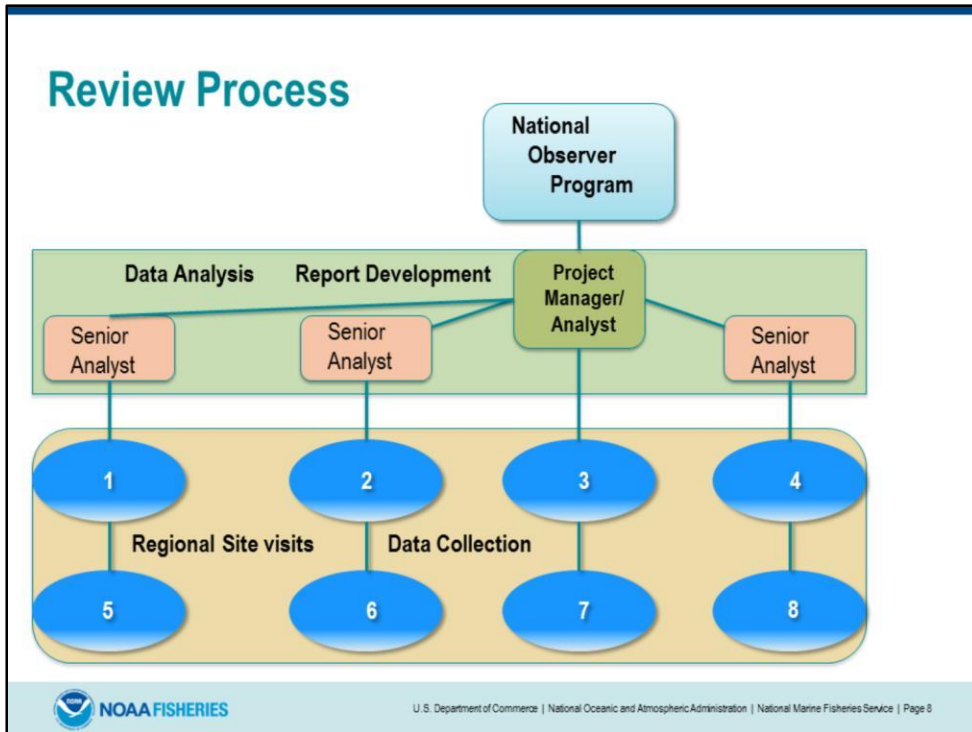 Review Process
National
Observer
Program
Data Analysis
Report Development
Project
Manager/
Analyst
Senior
Analyst
Senior
Analyst
Senior
Analyst
1
2
3
4
Regional Site visits
Data Collection
5
6
7
8
NOAA
NOAA FISHERIES
U.S. Department of Commerce | National Oceanic and Atmospheric Administration | National Marine Fisheries Service | Page 8